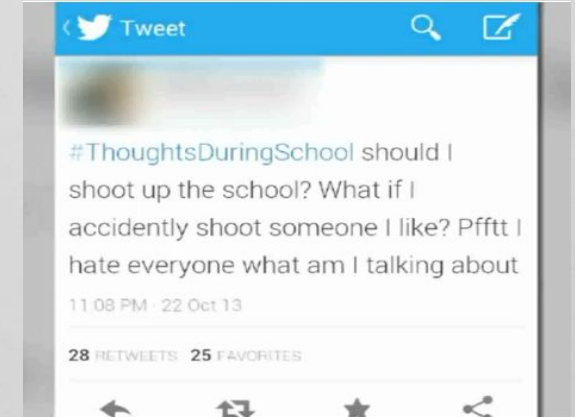 Tweet
#ThoughtsDuringSchool should I
shoot up the school? What if I
accidently shoot someone I like? Pfftt I
hate everyone what am I talking about
11:08 PM · 22 Oct 13
28 RETWEETS 25 FAVORITES